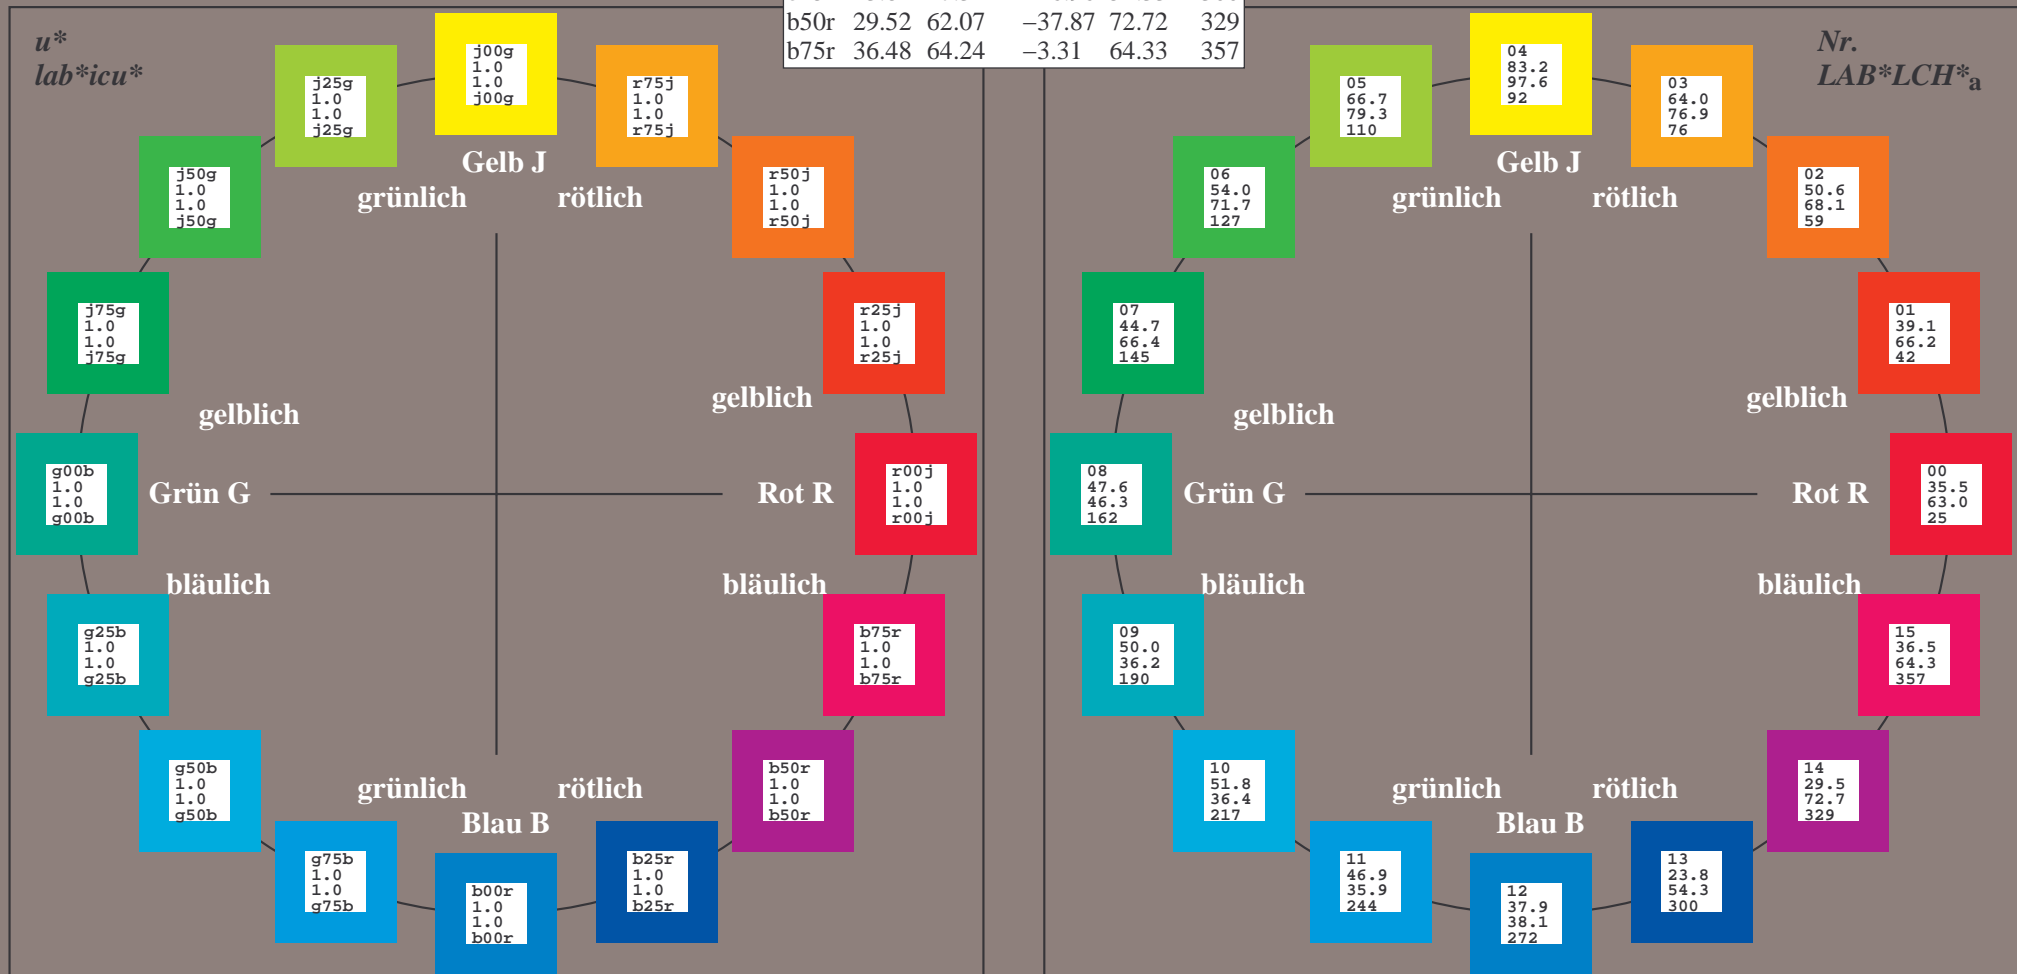 b50r 29.52 62.07 −37.87 72.72 329
b75r 36.48 64.24 −3.31 64.33 357
u*
lab*icu*
j00g
1.0
1.0
j00g
r75j
1.0
1.0
r75j
r50j
1.0
1.0
r50j
r25j
1.0
1.0
r25j
r00j
1.0
1.0
r00j
b75r
1.0
1.0
b75r
b50r
1.0
1.0
b50r
b25r
1.0
1.0
b25r
b00r
1.0
1.0
b00r
g75b
1.0
1.0
g75b
g50b
1.0
1.0
g50b
g25b
1.0
1.0
g25b
g00b
1.0
1.0
g00b
j75g
1.0
1.0
j75g
j50g
1.0
1.0
j50g
j25g
1.0
1.0
j25g
Gelb J
grünlich rötlich
gelblich
gelblich
Grün G
Rot R
bläulich
bläulich
grünlich rötlich
Blau B
Nr.
LAB*LCH*a
04
83.2
97.6
92
03
64.0
76.9
76
02
50.6
68.1
59
01
39.1
66.2
42
00
35.5
63.0
25
15
36.5
64.3
357
14
29.5
72.7
329
13
23.8
54.3
300
12
37.9
38.1
272
11
46.9
35.9
244
10
51.8
36.4
217
09
50.0
36.2
190
08
47.6
46.3
162
07
44.7
66.4
145
06
54.0
71.7
127
05
66.7
79.3
110
Gelb J
grünlich rötlich
gelblich
gelblich
Grün G
Rot R
bläulich
bläulich
grünlich rötlich
Blau B